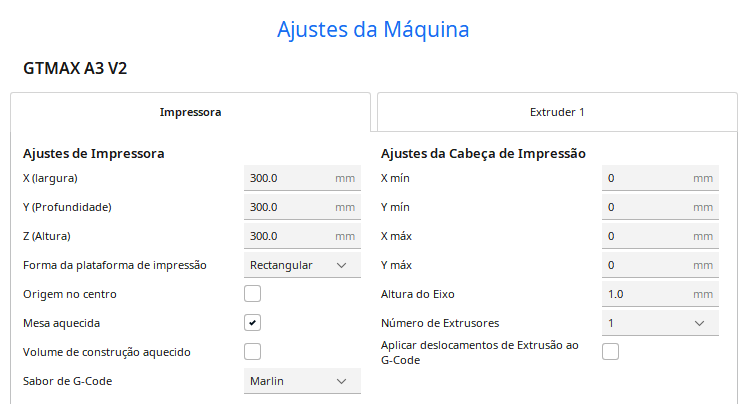 Ajustes da Máquina
GTMAX A3 V2
Impressora
Extruder 1
Ajustes de Impressora
X (largura) 300.0 mm
Y (Profundidade) 300.0 mm
Z (Altura) 300.0 mm
Forma da plataforma de impressão Rectangular
Origem no centro
Mesa aquecida
Volume de construção aquecido
Sabor de G-Code Marlin
Ajustes da Cabeça de Impressão
X mín 0 mm
Y mín 0 mm
X máx 0 mm
Y máx 0 mm
Altura do Eixo 1.0 mm
Número de Extrusores 1
Aplicar deslocamentos de Extrusão ao
G-Code